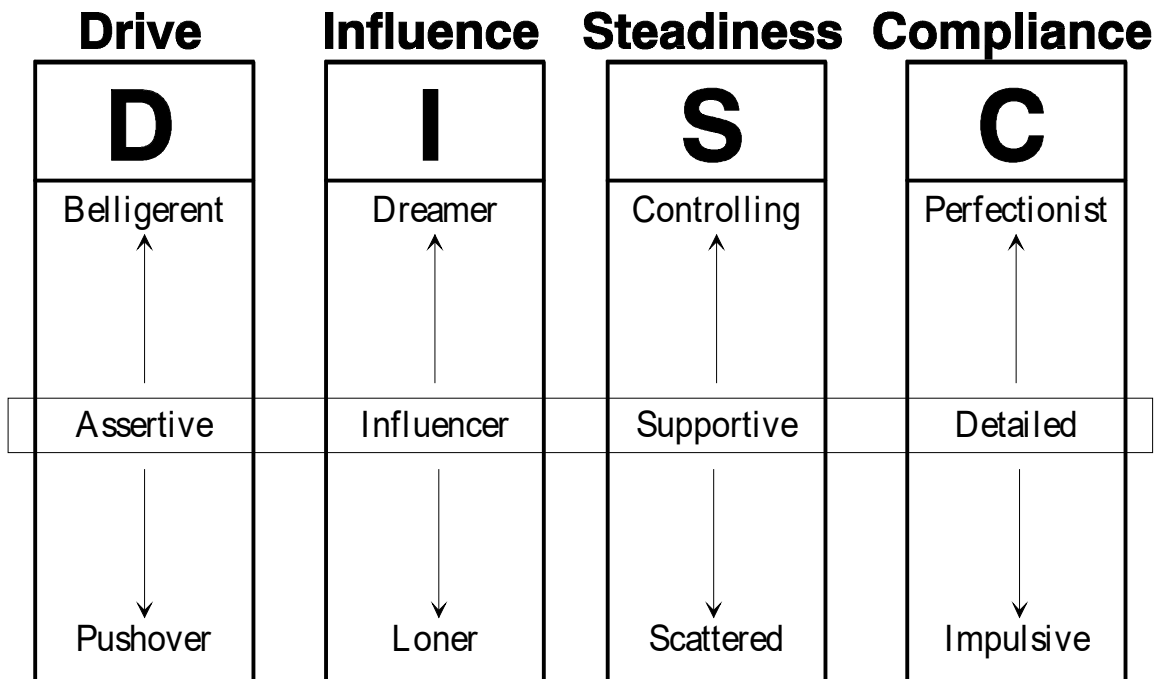 Drive Influence Steadiness Compliance
D I S C
Belligerent Dreamer Controlling Perfectionist
Assertive Influencer Supportive Detailed
Pushover Loner Scattered Impulsive